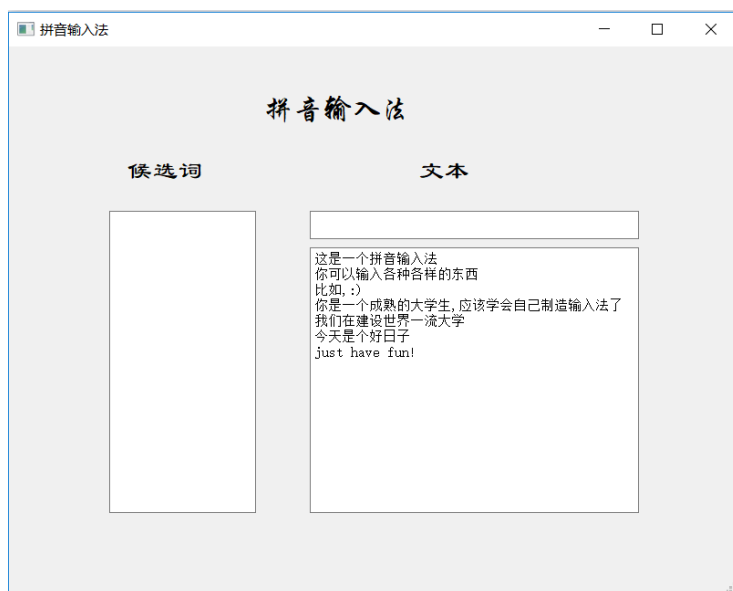 拼音输入法
拼音输入法
候选词
文本
这是一个拼音输入法
你可以输入各种各样的东西
比如,:)
你是一个成熟的大学生,应该学会自己制造输入法了
我们在建设世界一流大学
今天是个好日子
just have fun!